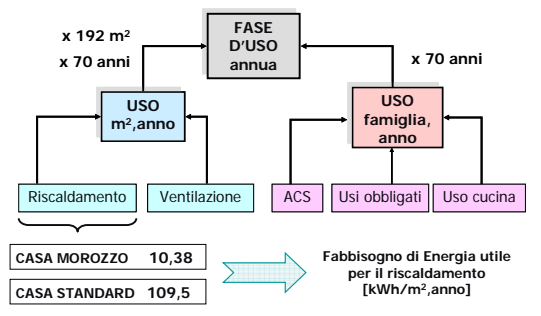 FASE
D'USO
annua
x 192 m²
x 70 anni
x 70 anni
USO
m²,anno
USO
famiglia,
anno
Riscaldamento
Ventilazione
ACS
Usi obbligati
Uso cucina
CASA MOROZZO 10,38
CASA STANDARD 109,5
Fabbisogno di Energia utile
per il riscaldamento
[kWh/m²,anno]